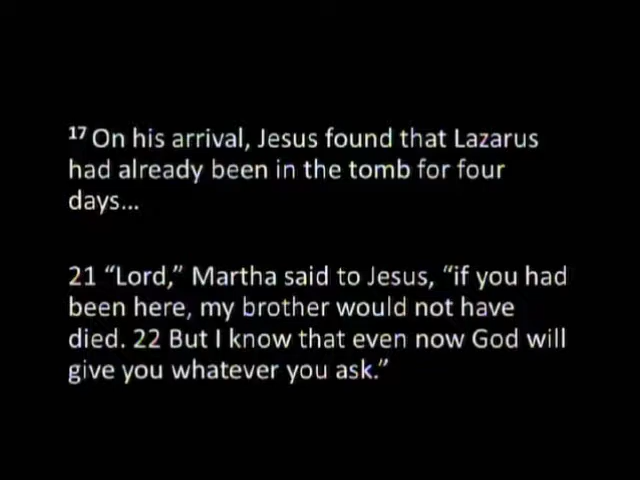 17 On his arrival, Jesus found that Lazarus
had already been in the tomb for four
days...
21 “Lord,” Martha said to Jesus, “if you had
been here, my brother would not have
died. 22 But I know that even now God will
give you whatever you ask.”